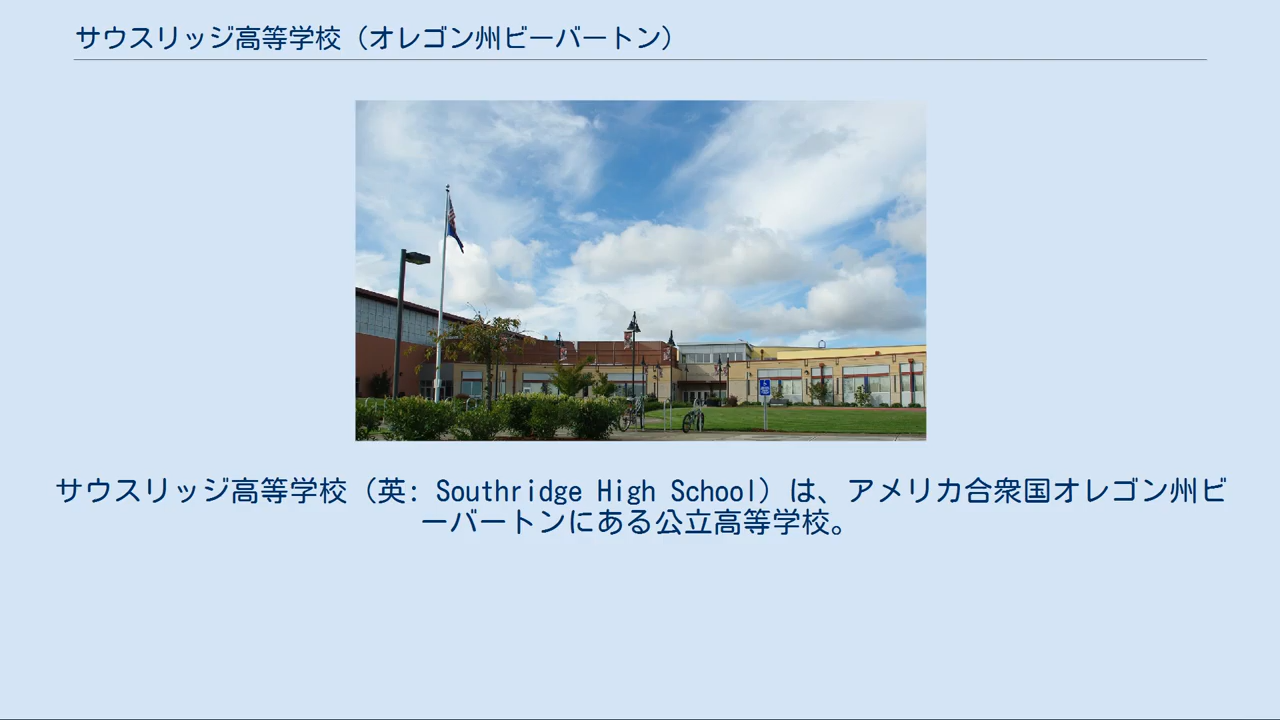 サウスリッジ高等学校（オレゴン州ビーバートン）
サウスリッジ高等学校（英: Southridge High School）は、アメリカ合衆国オレゴン州ビ
ーバートンにある公立高等学校。